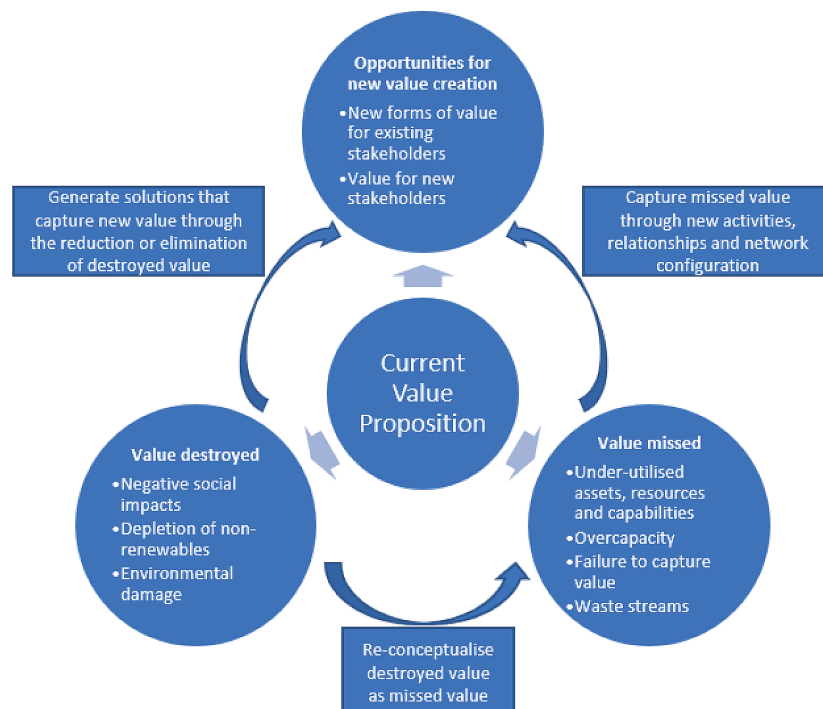 Opportunities for
new value creation
•New forms of value
for existing
stakeholders
•Value for new
stakeholders
Generate solutions that
capture new value through
the reduction or elimination
of destroyed value
Capture missed value
through new activities,
relationships and network
configuration
Current
Value
Proposition
Value destroyed
•Negative social
impacts
•Depletion of non-
renewables
•Environmental
damage
Value missed
•Under-utilised
assets, resources
and capabilities
•Overcapacity
•Failure to capture
value
•Waste streams
Re-conceptualise
destroyed value
as missed value